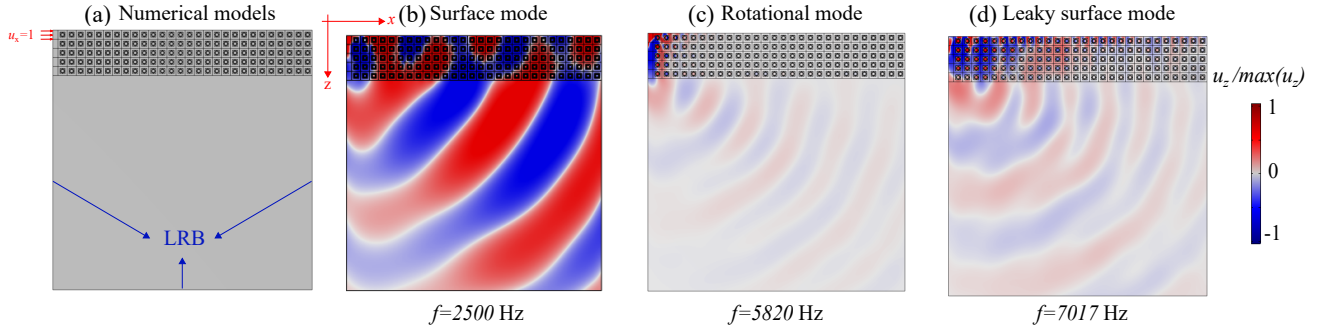 (a) Numerical models
u_x=1
LRB
x
z
(b) Surface mode
f=2500 Hz
(c) Rotational mode
f=5820 Hz
(d) Leaky surface mode
f=7017 Hz
u_z/max(u_z)
1
0
-1